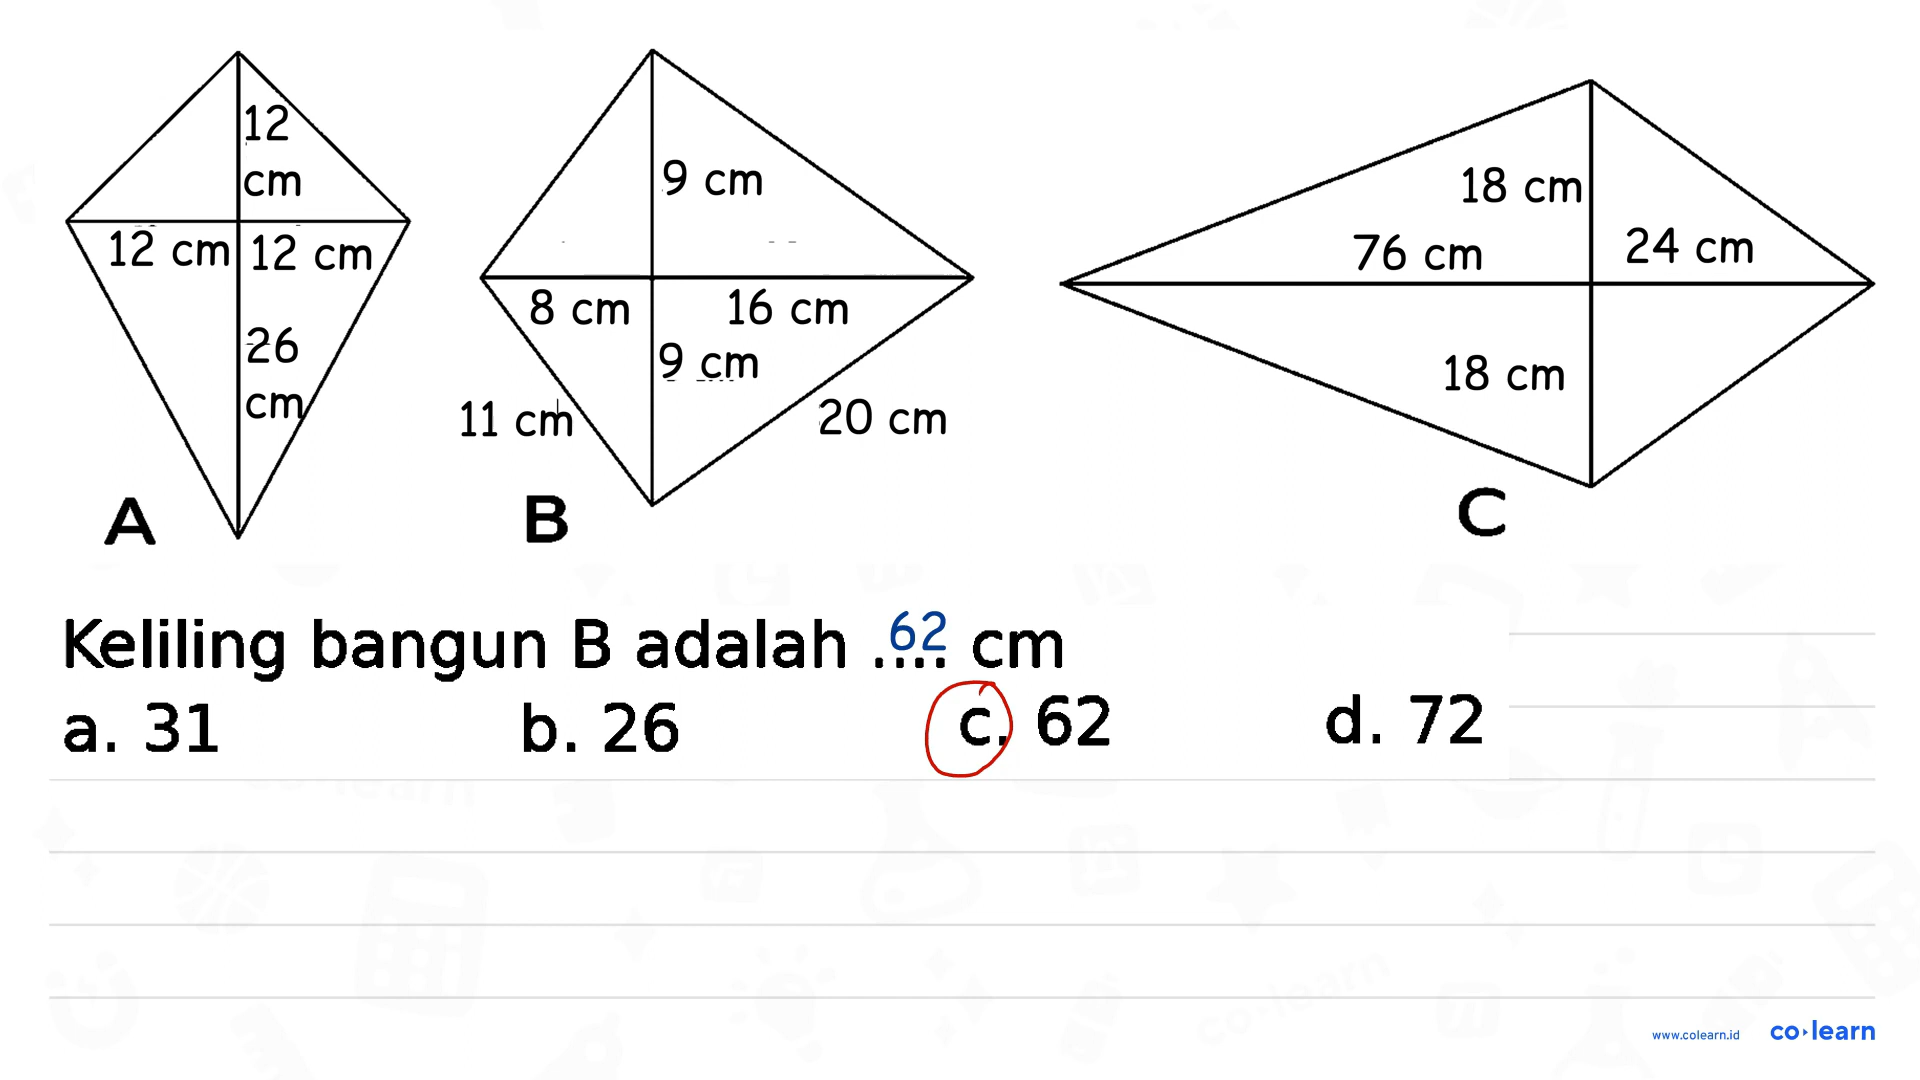 12
cm
12 cm
12 cm
26
cm
A
9 cm
8 cm
16 cm
9 cm
11 cm
20 cm
B
18 cm
76 cm
24 cm
18 cm
C
Keliling bangun B adalah .... cm
62
a. 31 b. 26 c. 62 d. 72
www.colearn.id co·learn